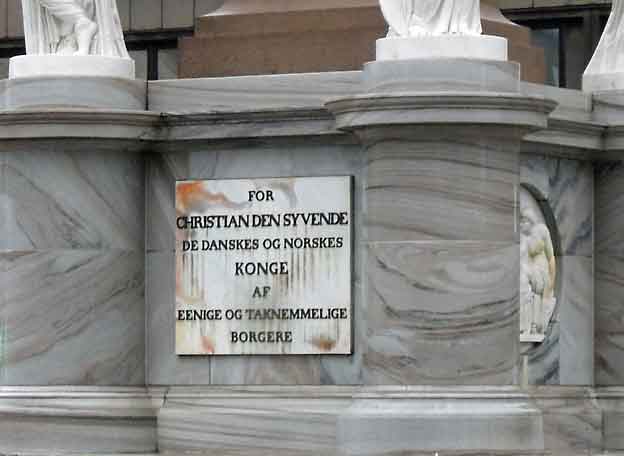 FOR
CHRISTIAN DEN SYVENDE
DE DANSKES OG NORSKES
KONGE
AF
EENIGE OG TAKNEMMELIGE
BORGERE